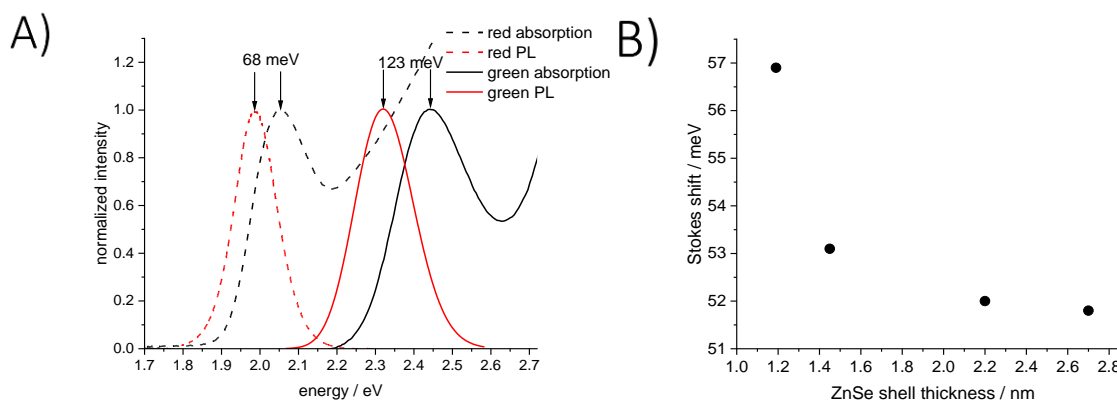 A)
68 meV
123 meV
red absorption
red PL
green absorption
green PL
normalized intensity
1.2
1.0
0.8
0.6
0.4
0.2
0.0
1.7 1.8 1.9 2.0 2.1 2.2 2.3 2.4 2.5 2.6 2.7
energy / eV
B)
Stokes shift / meV
57
56
55
54
53
52
51
1.0 1.2 1.4 1.6 1.8 2.0 2.2 2.4 2.6 2.8
ZnSe shell thickness / nm